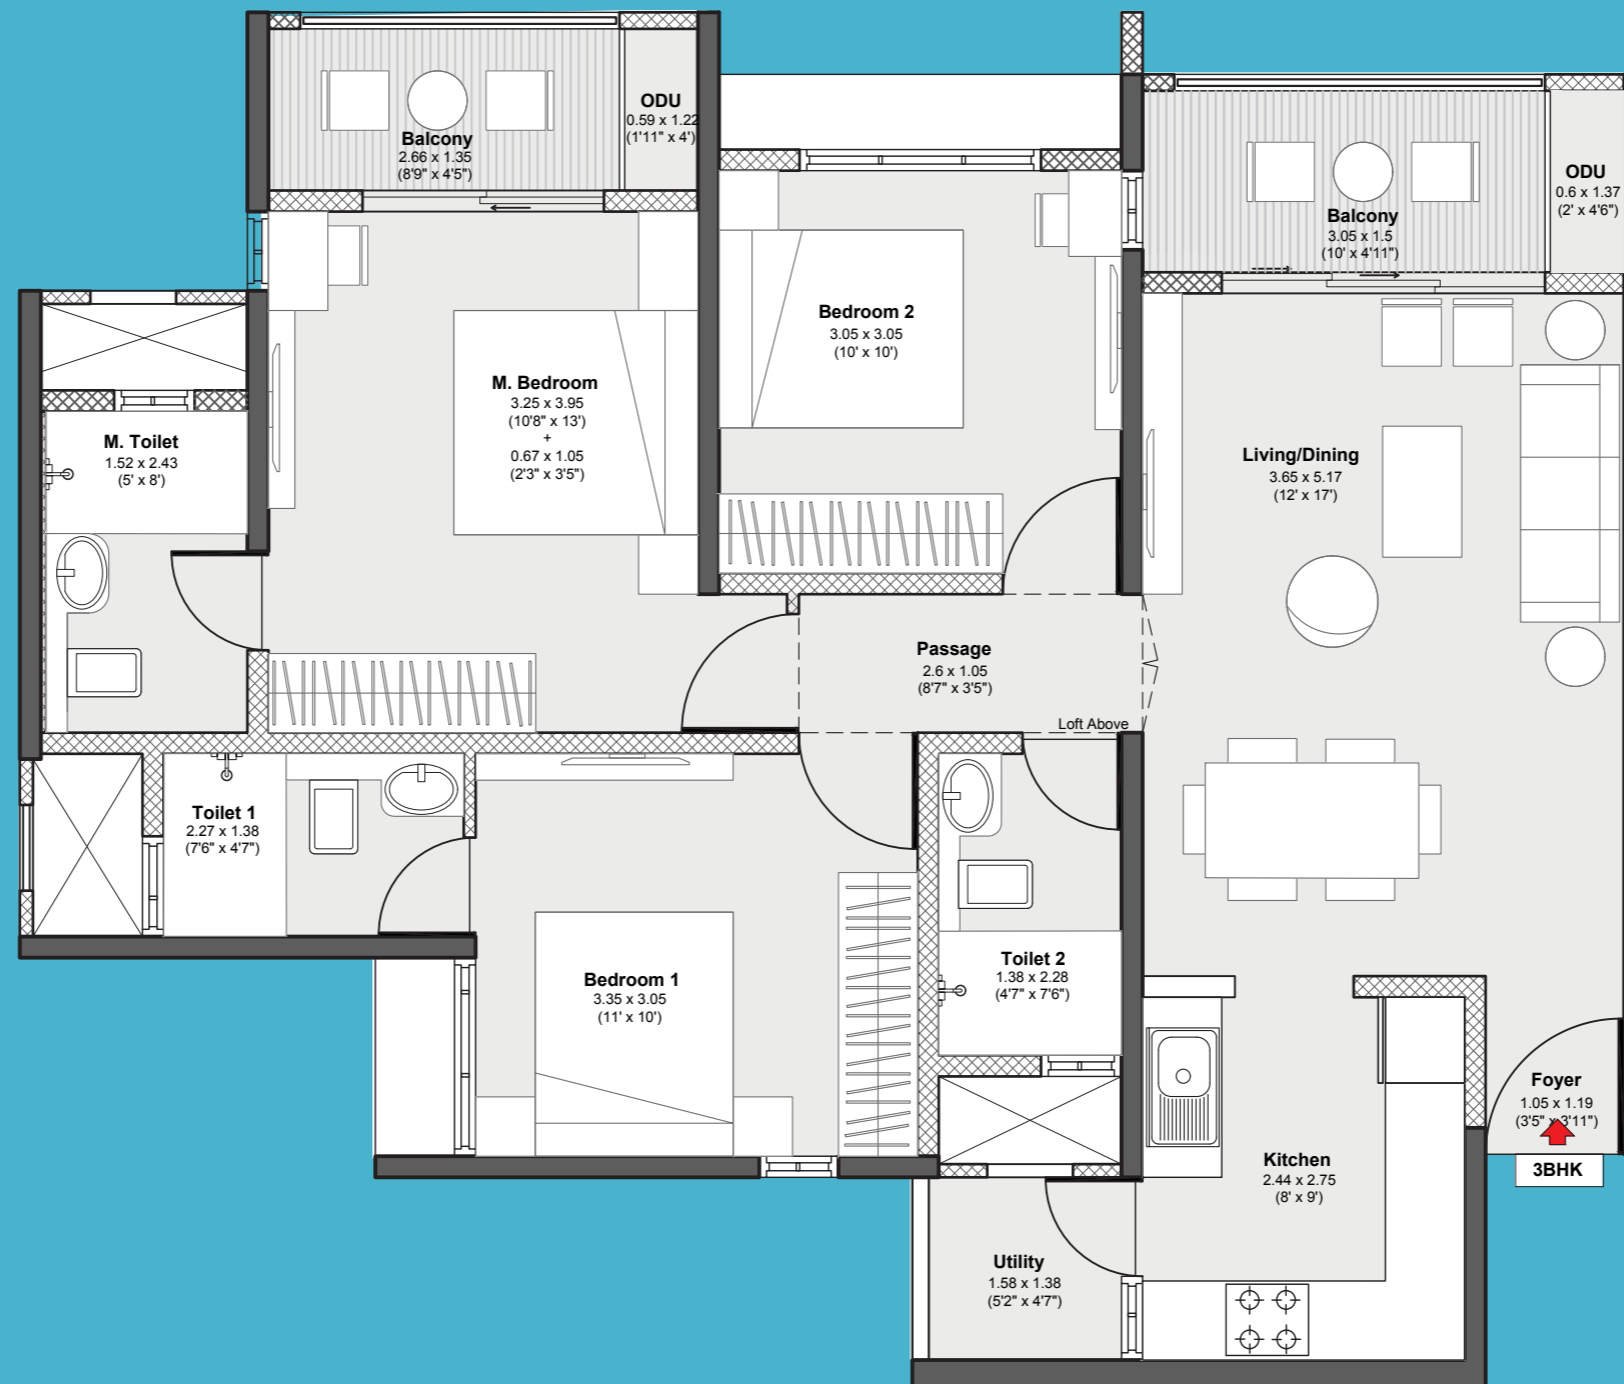 ODU
0.59 x 1.22
(1'11" x 4')
Balcony
2.66 x 1.35
(8'9" x 4'5")
ODU
0.6 x 1.37
(2' x 4'6")
Balcony
3.05 x 1.5
(10' x 4'11")
Bedroom 2
3.05 x 3.05
(10' x 10')
M. Bedroom
3.25 x 3.95
(10'8" x 13')
+
0.67 x 1.05
(2'3" x 3'5")
M. Toilet
1.52 x 2.43
(5' x 8')
Living/Dining
3.65 x 5.17
(12' x 17')
Passage
2.6 x 1.05
(8'7" x 3'5")
Loft Above
Toilet 1
2.27 x 1.38
(7'6" x 4'7")
Bedroom 1
3.35 x 3.05
(11' x 10')
Toilet 2
1.38 x 2.28
(4'7" x 7'6")
Foyer
1.05 x 1.19
(3'5" x 3'11")
3BHK
Kitchen
2.44 x 2.75
(8' x 9')
Utility
1.58 x 1.38
(5'2" x 4'7")